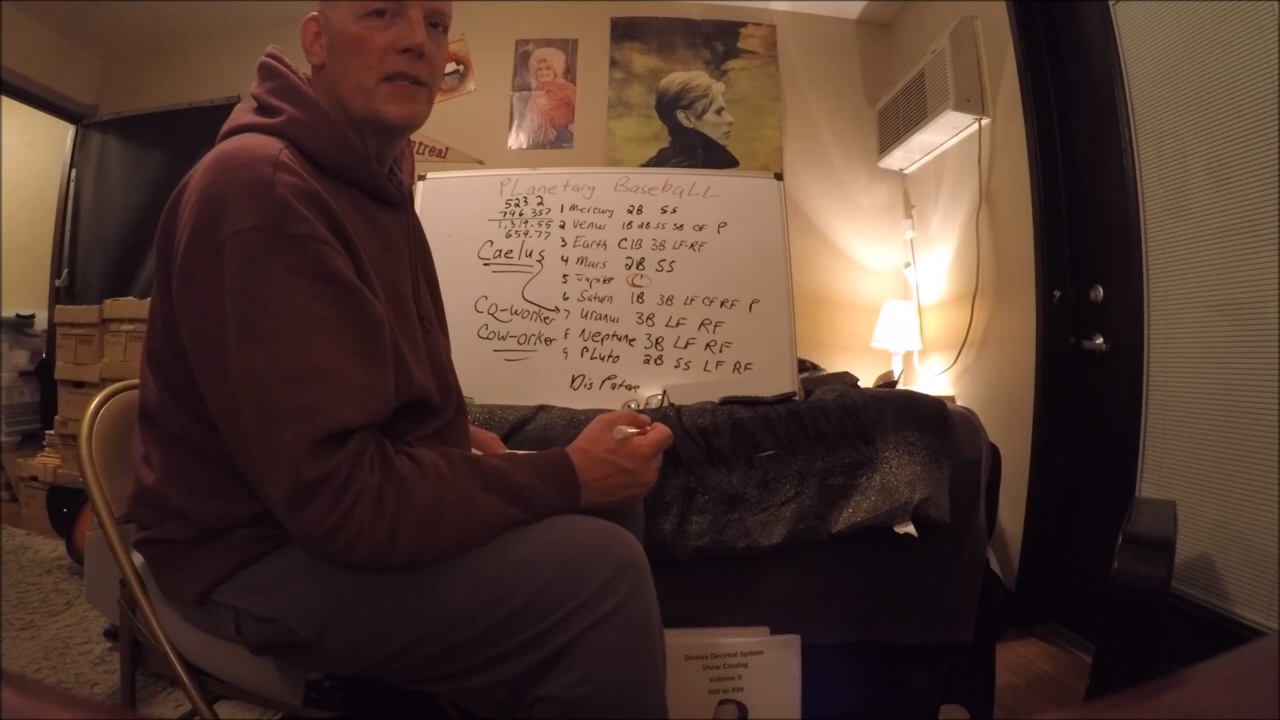 treal
PLanetary BasebaLL
523.2
796.357
1,319.55
659.77
1 Mercury 2B SS
2 Venus 1B 2B SS 3B OF P
3 Earth C1B 3B LF-RF
Caelus
4 Mars 2B SS
5 Jupiter C
6 Saturn 1B 3B LF CF RF P
Co-worker
7 Uranus 3B LF RF
Cow-orker
8 Neptune 3B LF RF
9 PLuto 2B SS LF RF
Dis Pater
Dewey Decimal System
Show Catalog
Volume II
500 to 999